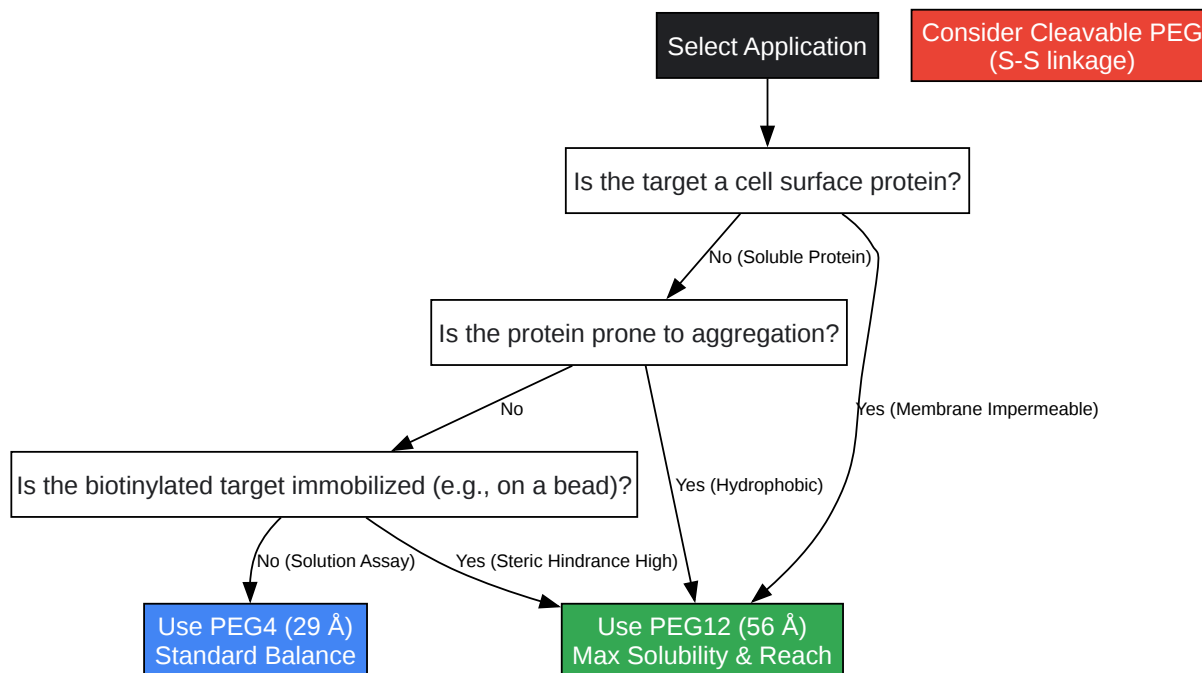 Select Application
Consider Cleavable PEG
(S-S linkage)
Is the target a cell surface protein?
No (Soluble Protein)
Is the protein prone to aggregation?
No
Yes (Membrane Impermeable)
Is the biotinylated target immobilized (e.g., on a bead)?
Yes (Hydrophobic)
No (Solution Assay)
Yes (Steric Hindrance High)
Use PEG4 (29 Å)
Standard Balance
Use PEG12 (56 Å)
Max Solubility & Reach